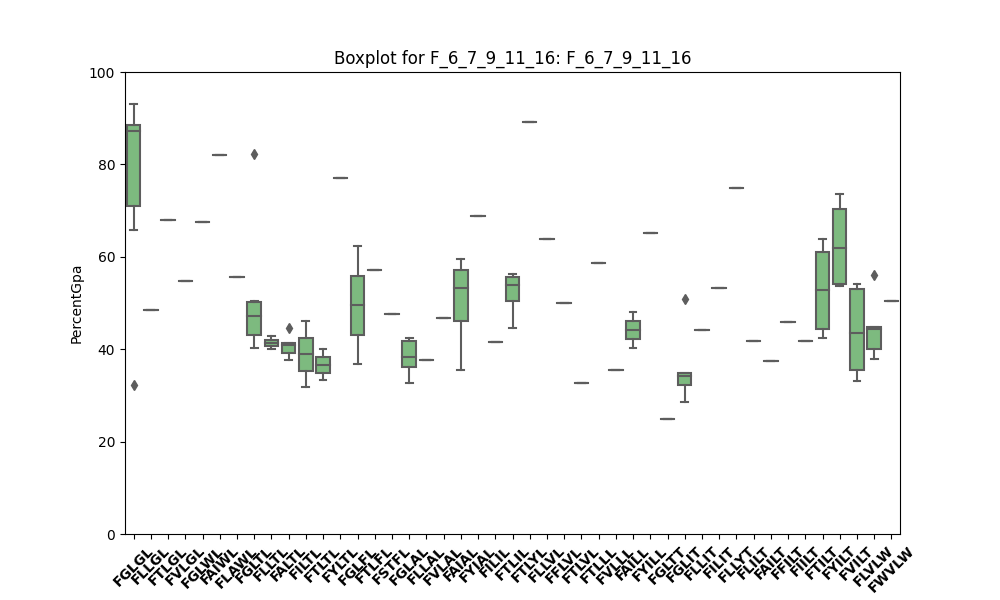 Boxplot for F_6_7_9_11_16: F_6_7_9_11_16
PercentGpa
100
80
60
40
20
0
FGLGL
FLLGL
FTLGL
FVLGL
FGLWL
FAIWL
FLAWL
FGLTL
FLLTL
FALTL
FILTL
FTLTL
FYLTL
FGLFL
FTLFL
FSTFL
FGLAL
FLLAL
FVLAL
FAIAL
FYIAL
FILIL
FTLIL
FTLVL
FLLVL
FFLVL
FTLVL
FTLLL
FVLLL
FAILL
FYILL
FGLTT
FGLIT
FLLIT
FILIT
FLLYT
FLILT
FAILT
FFILT
FIILT
FTILT
FYILT
FVILT
FLVLW
FWVLW